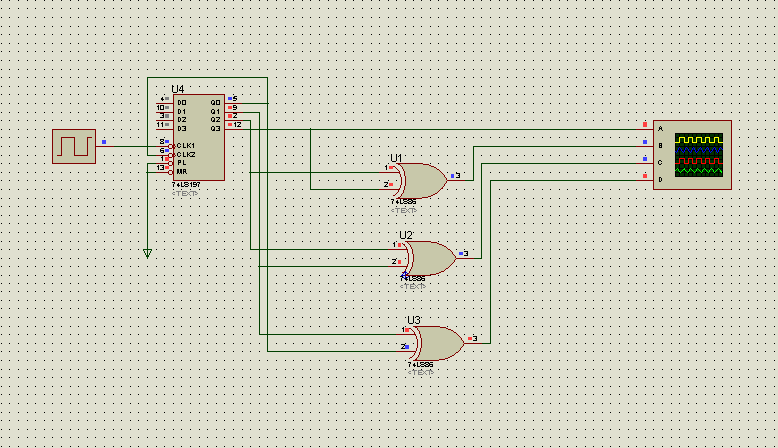 U4
4 D0 Q0 5
10 D1 Q1 9
3 D2 Q2 2
11 D3 Q3 12
8 CLK1
6 CLK2
1 PL
13 MR
74LS197
<TEXT>
U1
1
2
3
74LS86
<TEXT>
U2
1
2
3
74LS86
<TEXT>
U3
1
2
3
74LS86
<TEXT>
A
B
C
D